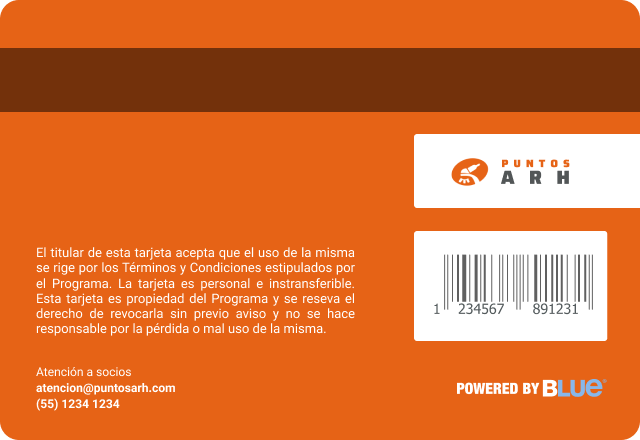 PUNTOS
ARH
El titular de esta tarjeta acepta que el uso de la misma
se rige por los Términos y Condiciones estipulados por
el Programa. La tarjeta es personal e instransferible.
Esta tarjeta es propiedad del Programa y se reseva el
derecho de revocarla sin previo aviso y no se hace
responsable por la pérdida o mal uso de la misma.
1 234567 891231
Atención a socios
atencion@puntosarh.com
(55) 1234 1234
POWERED BY BLUe